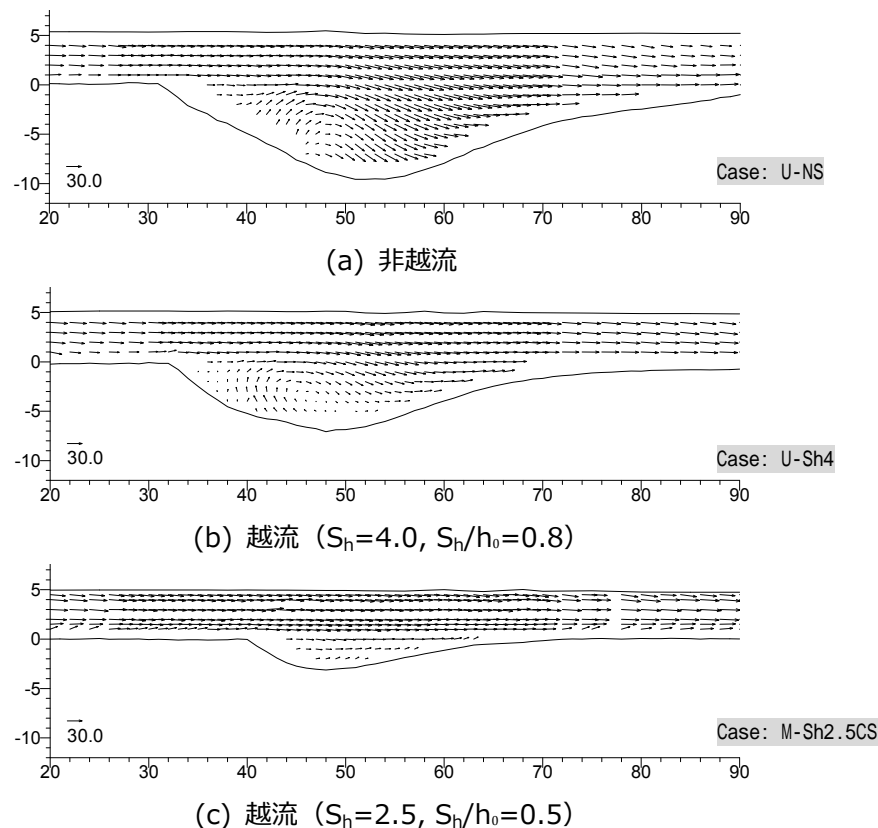 5
0
-5
-10
30.0
Case: U-NS
20 30 40 50 60 70 80 90
(a) 非越流
5
0
-5
-10
30.0
Case: U-Sh4
20 30 40 50 60 70 80 90
(b) 越流（Sh=4.0, Sh/h0=0.8）
5
0
-5
-10
30.0
Case: M-Sh2.5CS
20 30 40 50 60 70 80 90
(c) 越流（Sh=2.5, Sh/h0=0.5）